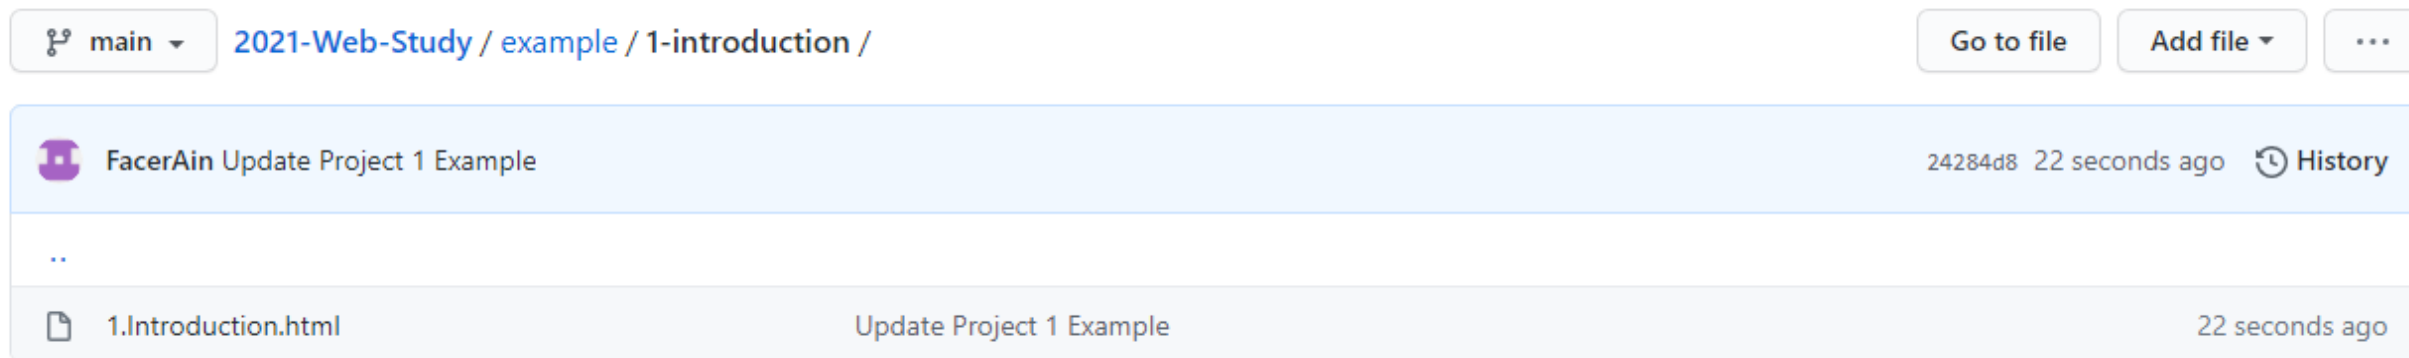 main 2021-Web-Study / example / 1-introduction / Go to file Add file ...
FacerAin Update Project 1 Example 24284d8 22 seconds ago History
..
1.Introduction.html Update Project 1 Example 22 seconds ago